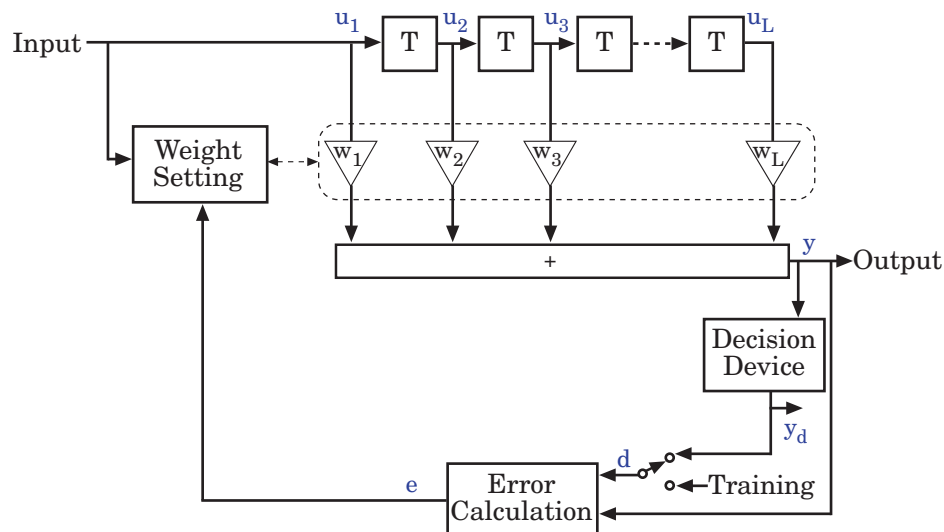 Input
u1
u2
u3
uL
T
T
T
T
Weight
Setting
w1
w2
w3
wL
+
y
Output
Decision
Device
yd
d
Training
e
Error
Calculation